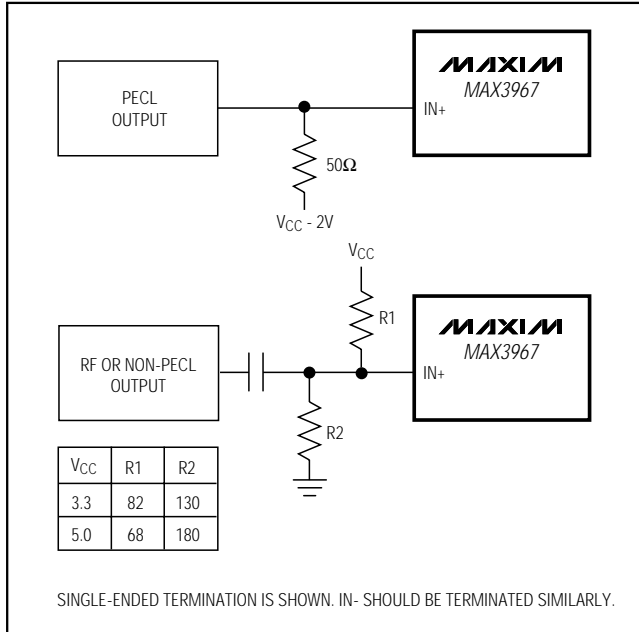 PECL
OUTPUT
MAXIM
MAX3967
IN+
50Ω
VCC - 2V
VCC
R1
RF OR NON-PECL
OUTPUT
MAXIM
MAX3967
IN+
R2
VCC R1 R2
3.3 82 130
5.0 68 180
SINGLE-ENDED TERMINATION IS SHOWN. IN- SHOULD BE TERMINATED SIMILARLY.